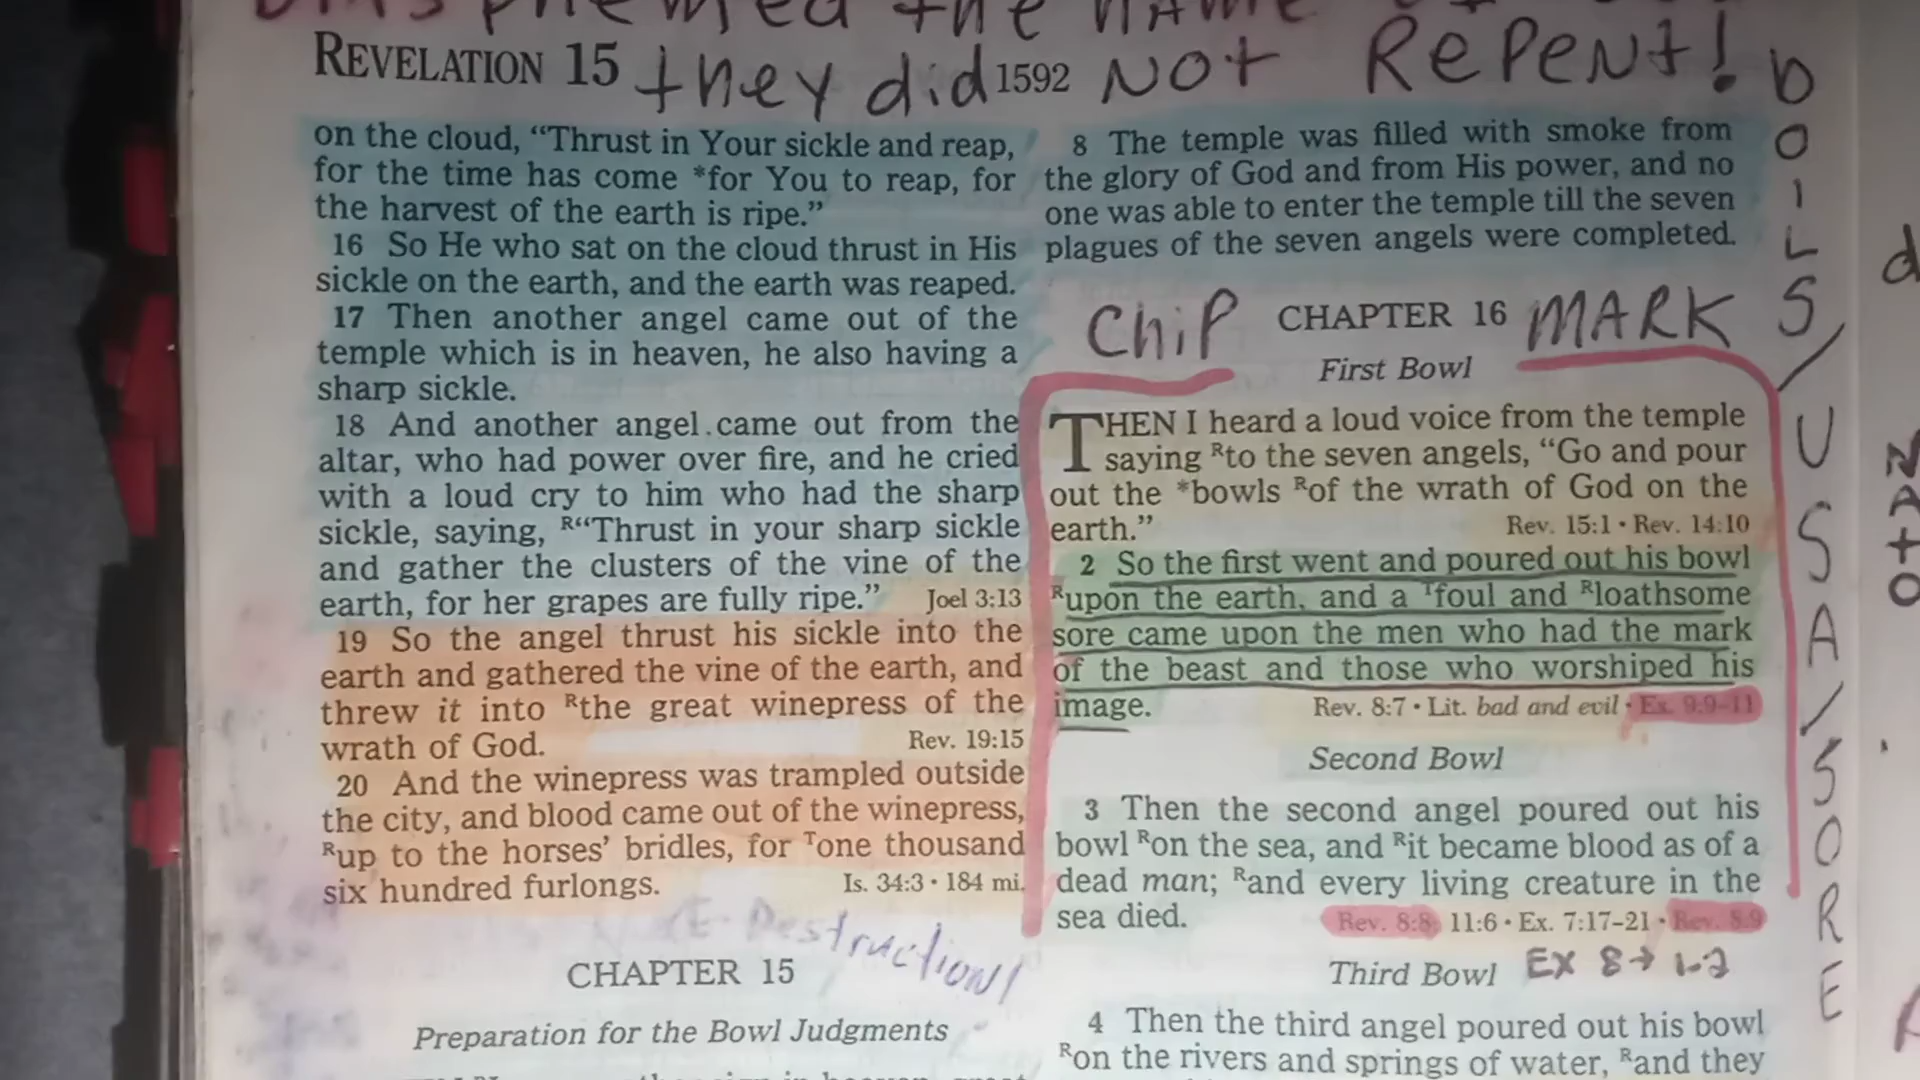 phemed the name
REVELATION 15 they did 1592 NOT RePeNt!
on the cloud, “Thrust in Your sickle and reap,
for the time has come *for You to reap, for
the harvest of the earth is ripe.”
16 So He who sat on the cloud thrust in His
sickle on the earth, and the earth was reaped.
17 Then another angel came out of the
temple which is in heaven, he also having a
sharp sickle.
18 And another angel came out from the
altar, who had power over fire, and he cried
with a loud cry to him who had the sharp
sickle, saying, R“Thrust in your sharp sickle
and gather the clusters of the vine of the
earth, for her grapes are fully ripe.” Joel 3:13
19 So the angel thrust his sickle into the
earth and gathered the vine of the earth, and
threw it into Rthe great winepress of the
wrath of God. Rev. 19:15
20 And the winepress was trampled outside
the city, and blood came out of the winepress,
Rup to the horses’ bridles, for Tone thousand
six hundred furlongs. Is. 34:3 • 184 mi.
Destruction!
CHAPTER 15
Preparation for the Bowl Judgments
8 The temple was filled with smoke from
the glory of God and from His power, and no
one was able to enter the temple till the seven
plagues of the seven angels were completed.
ChiP CHAPTER 16 MARK
First Bowl
THEN I heard a loud voice from the temple
saying Rto the seven angels, “Go and pour
out the *bowls Rof the wrath of God on the
earth.” Rev. 15:1 • Rev. 14:10
2 So the first went and poured out his bowl
Rupon the earth, and a Tfoul and Rloathsome
sore came upon the men who had the mark
of the beast and those who worshiped his
image. Rev. 8:7 • Lit. bad and evil • Ex. 9:9–11
Second Bowl
3 Then the second angel poured out his
bowl Ron the sea, and Rit became blood as of a
dead man; Rand every living creature in the
sea died. Rev. 8:8; 11:6 • Ex. 7:17–21 • Rev. 8:9
Third Bowl EX 8→ 1-2
4 Then the third angel poured out his bowl
Ron the rivers and springs of water, Rand they
bOILS/USA/SORE
NATO